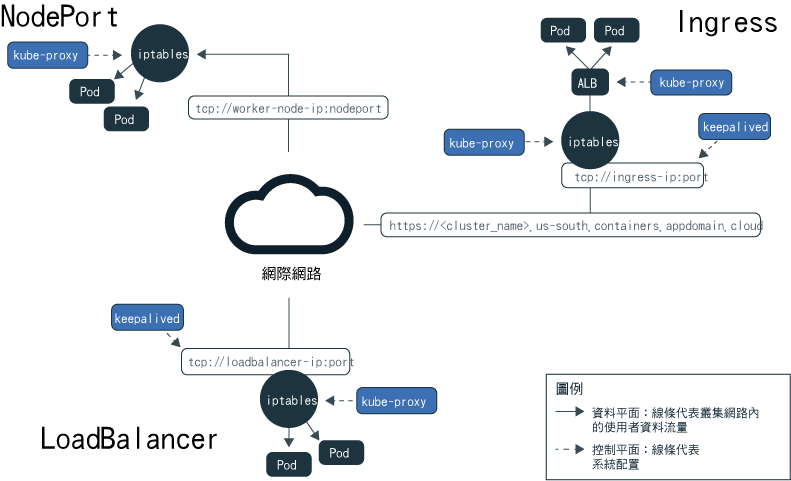 NodePort
kube-proxy
iptables
Pod
Pod
tcp://worker-node-ip:nodeport
Ingress
Pod
Pod
ALB
kube-proxy
kube-proxy
iptables
keepalived
tcp://ingress-ip:port
https://<cluster_name>.us-south.containers.appdomain.cloud
網際網路
keepalived
tcp://loadbalancer-ip:port
iptables
kube-proxy
LoadBalancer
Pod
Pod
圖例
資料平面：線條代表叢集網路內
的使用者資料流量
控制平面：線條代表
系統配置